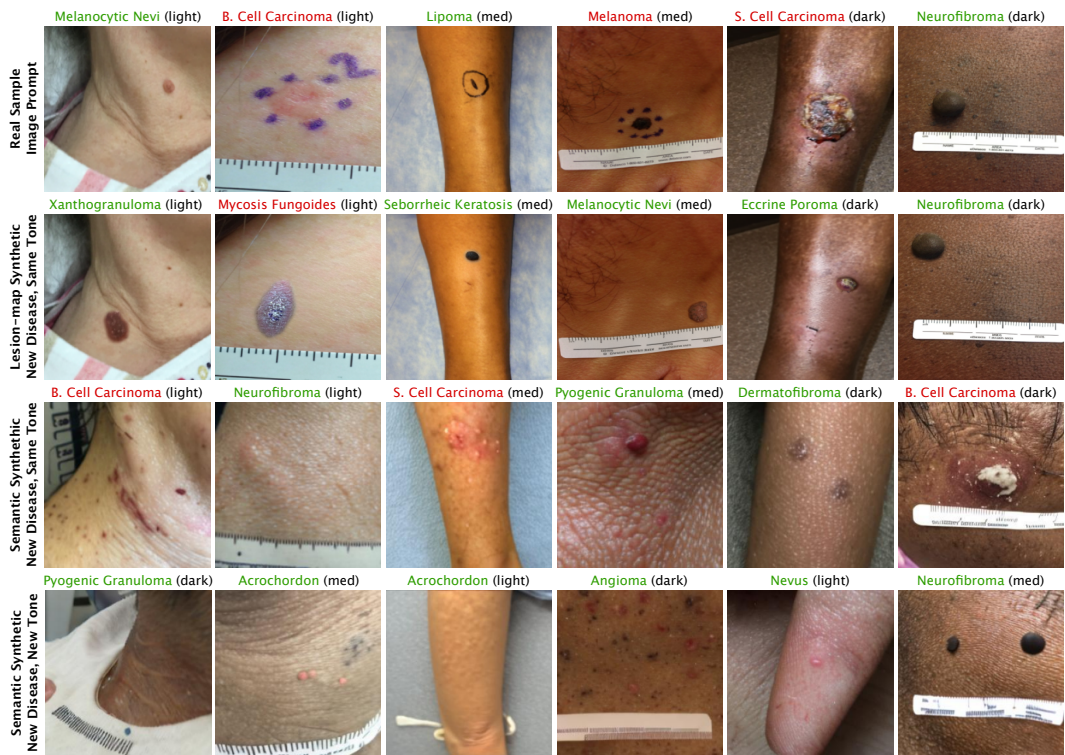 Melanocytic Nevi (light)
B. Cell Carcinoma (light)
Lipoma (med)
Melanoma (med)
S. Cell Carcinoma (dark)
Neurofibroma (dark)
Real Sample
Image Prompt
Xanthogranuloma (light)
Mycosis Fungoides (light)
Seborrheic Keratosis (med)
Melanocytic Nevi (med)
Eccrine Poroma (dark)
Neurofibroma (dark)
Lesion-map Synthetic
New Disease, Same Tone
B. Cell Carcinoma (light)
Neurofibroma (light)
S. Cell Carcinoma (med)
Pyogenic Granuloma (med)
Dermatofibroma (dark)
B. Cell Carcinoma (dark)
Semantic Synthethic
New Disease, Same Tone
Pyogenic Granuloma (dark)
Acrochordon (med)
Acrochordon (light)
Angioma (dark)
Nevus (light)
Neurofibroma (med)
Semantic Synthetic
New Disease, New Tone